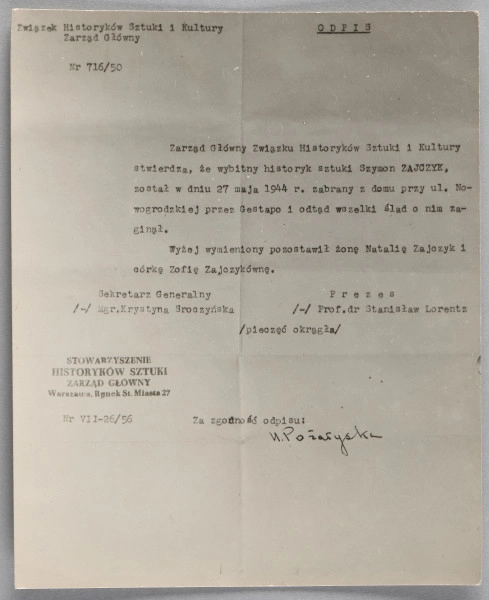 Związek Historyków Sztuki i Kultury
Zarząd Główny
O D P I S
Nr 716/50
Zarząd Główny Związku Historyków Sztuki i Kultury
stwierdza, że wybitny historyk sztuki Szymon ZAJCZYK,
został w dniu 27 maja 1944 r. zabrany z domu przy ul. No-
wogrodzkiej przez Gestapo i odtąd wszelki ślad o nim za-
ginął.
Wyżej wymieniony pozostawił żonę Natalię Zajczyk i
córkę Zofię Zajczykównę.
Sekretarz Generalny
P r e z e s
/-/ Mgr.Krystyna Sroczyńska
/-/ Prof.dr Stanisław Lorentz
/pieczęć okrągła/
STOWARZYSZENIE
HISTORYKÓW SZTUKI
ZARZĄD GŁÓWNY
Warszawa, Rynek St. Miasta 27
Nr VII-26/56
Za zgodność odpisu: